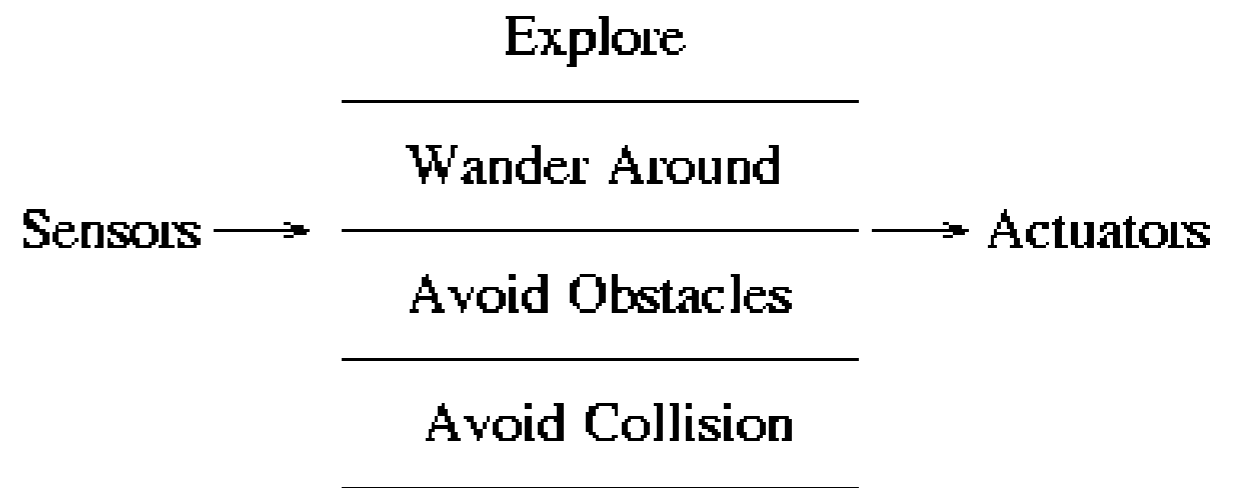 Explore
Wander Around
Sensors
Actuators
Avoid Obstacles
Avoid Collision